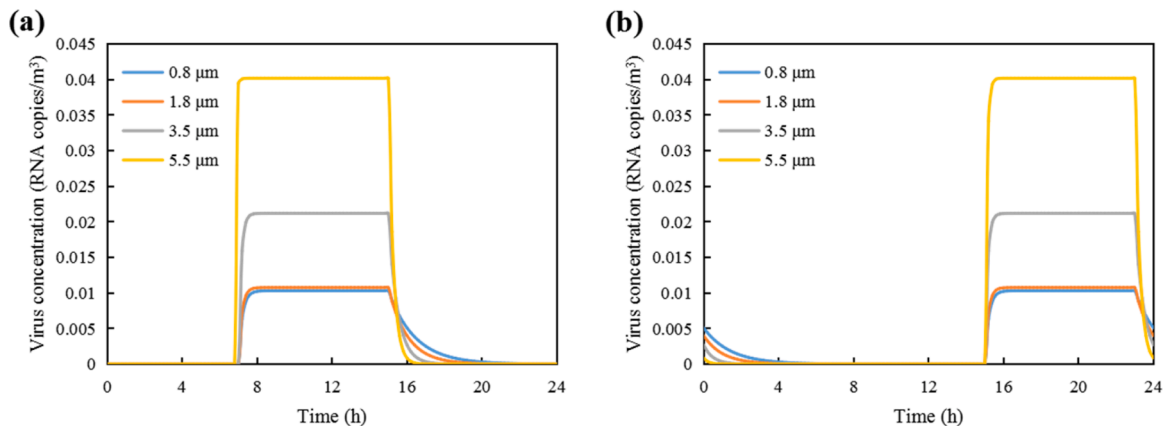 (a)
Virus concentration (RNA copies/m³)
0.045
0.04
0.035
0.03
0.025
0.02
0.015
0.01
0.005
0
0.8 μm
1.8 μm
3.5 μm
5.5 μm
0 4 8 12 16 20 24
Time (h)
(b)
Virus concentration (RNA copies/m³)
0.045
0.04
0.035
0.03
0.025
0.02
0.015
0.01
0.005
0
0.8 μm
1.8 μm
3.5 μm
5.5 μm
0 4 8 12 16 20 24
Time (h)